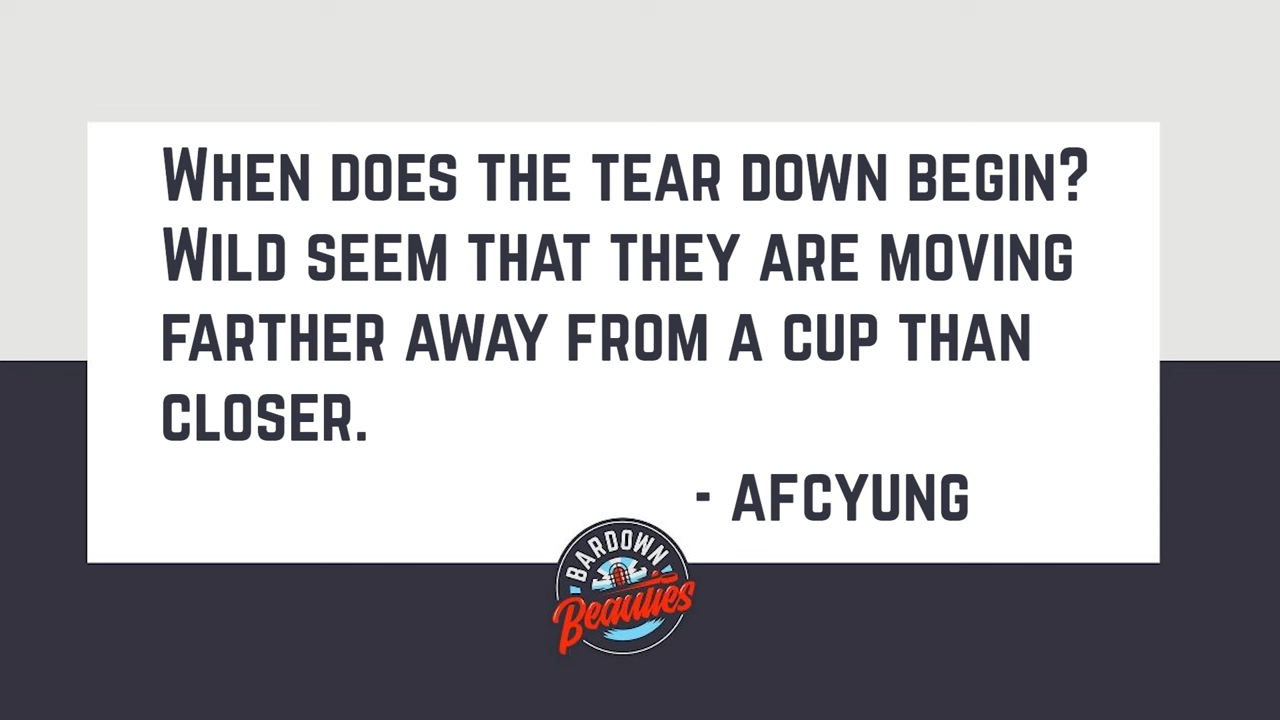 When does the tear down begin?
Wild seem that they are moving
farther away from a cup than
closer.
- afcyung
BARDOWN
Beauties